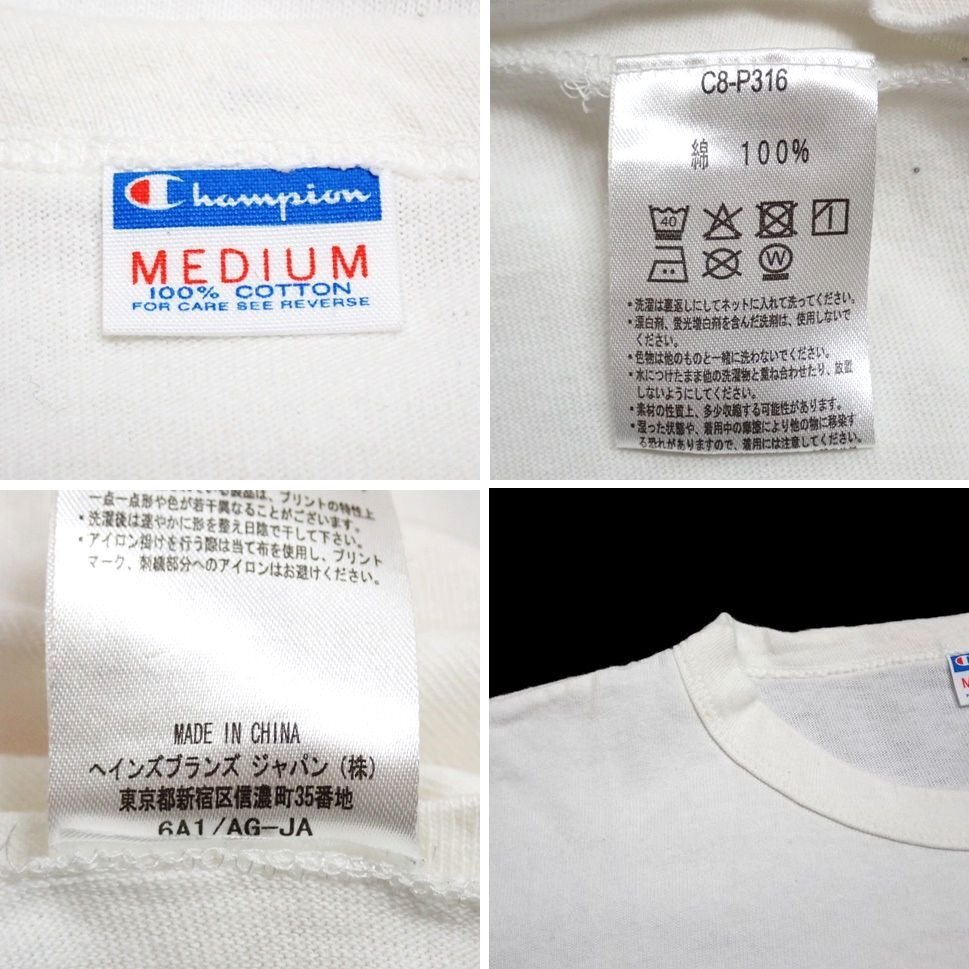 Champion
MEDIUM
100% COTTON
FOR CARE SEE REVERSE
C8-P316
綿 100%
40
1
W
・洗濯は裏返しにしてネットに入れて洗ってください。
・漂白剤、蛍光増白剤を含んだ洗剤は、使用しないで
ください。
・色物は他のものと一緒に洗わないでください。
・水につけたまま他の洗濯物と重ね合わせたり、放置
しないようにしてください。
・素材の性質上、多少収縮する可能性があります。
・湿った状態や、着用中の摩擦により他の物に移染す
る恐れがありますので、着用には注意してください。
製品は、プリントの特性上
一点一点形や色が若干異なることがございます。
・洗濯後は速やかに形を整え日陰で干して下さい。
・アイロン掛けを行う際は当て布を使用し、プリント
マーク、刺繍部分へのアイロンはお避けください。
MADE IN CHINA
ヘインズブランズ ジャパン（株）
東京都新宿区信濃町35番地
6A1/AG-JA
Cham
M